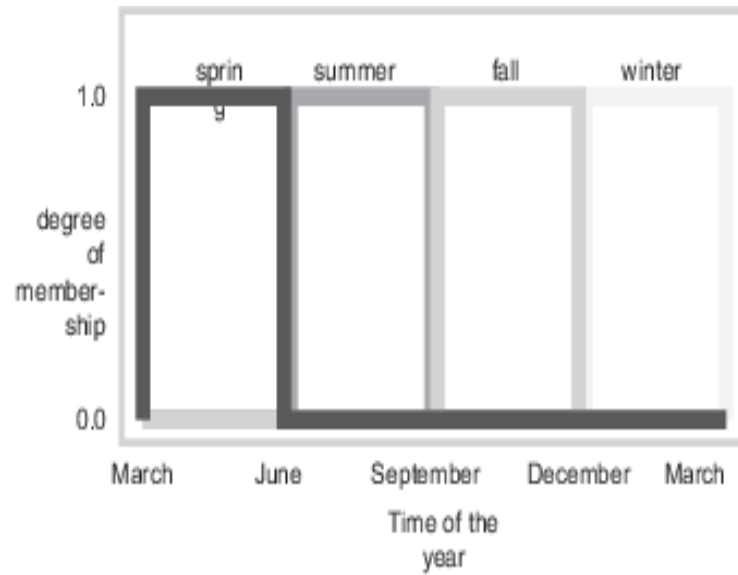 sprin
g
summer
fall
winter
1.0
degree
of
member-
ship
0.0
March
June
September
December
March
Time of the
year